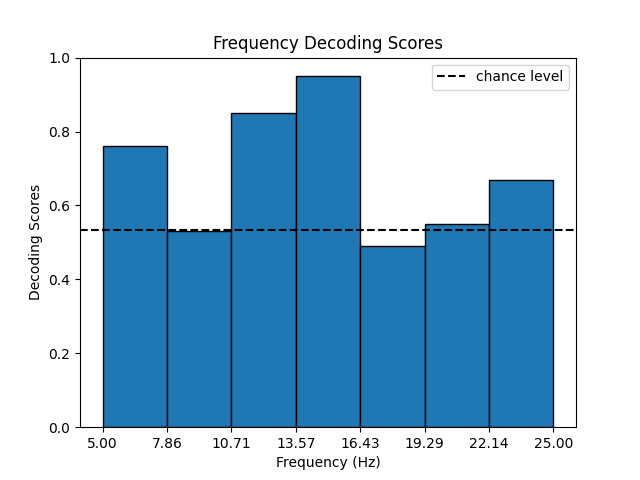 Frequency Decoding Scores
chance level
Decoding Scores
1.0
0.8
0.6
0.4
0.2
0.0
5.00 7.86 10.71 13.57 16.43 19.29 22.14 25.00
Frequency (Hz)